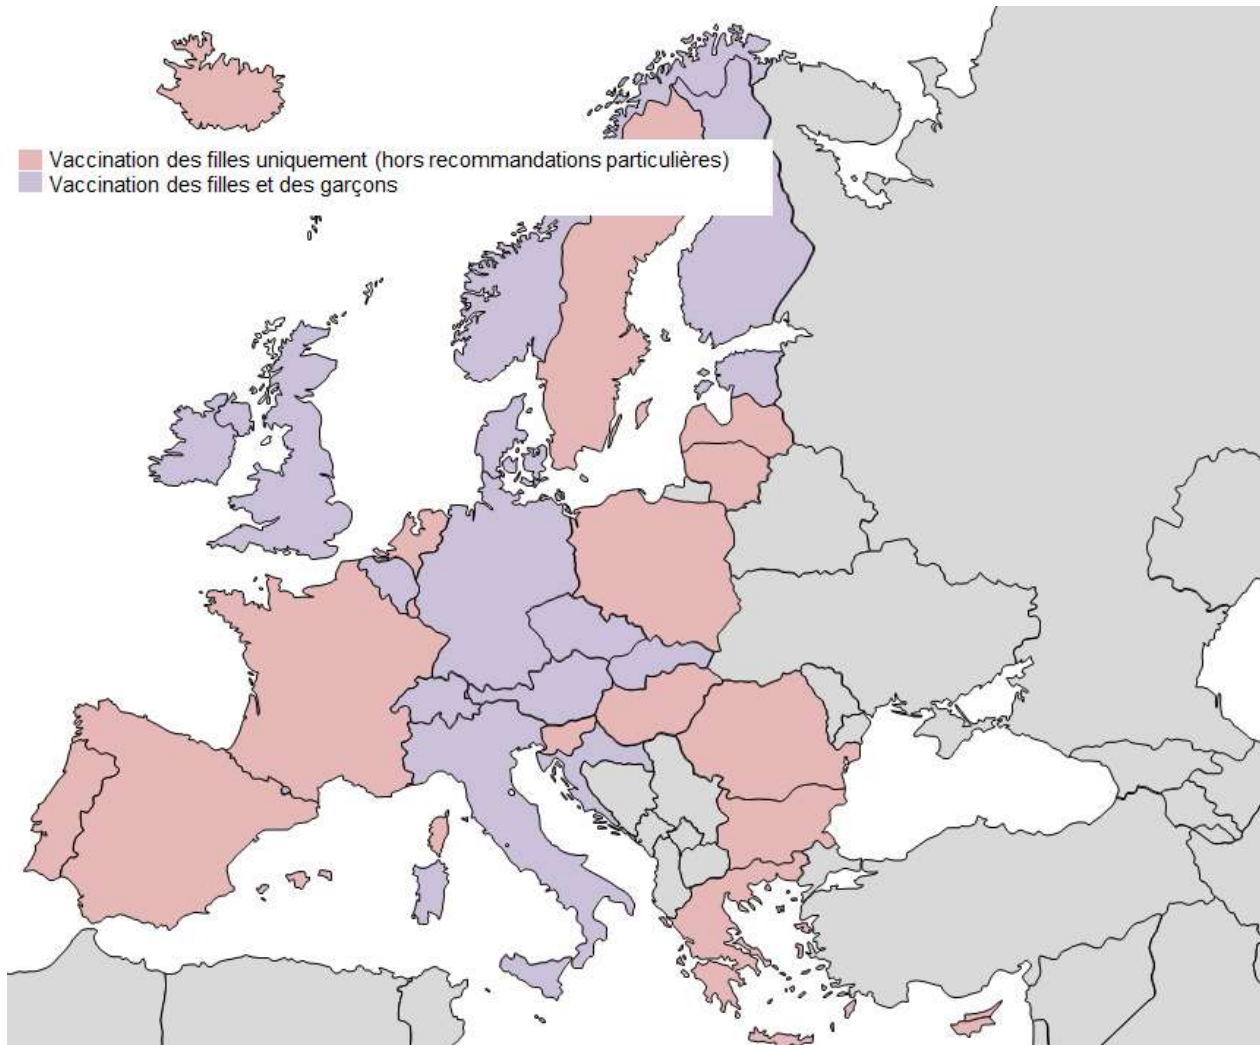 Vaccination des filles uniquement (hors recommandations particulières)
Vaccination des filles et des garçons